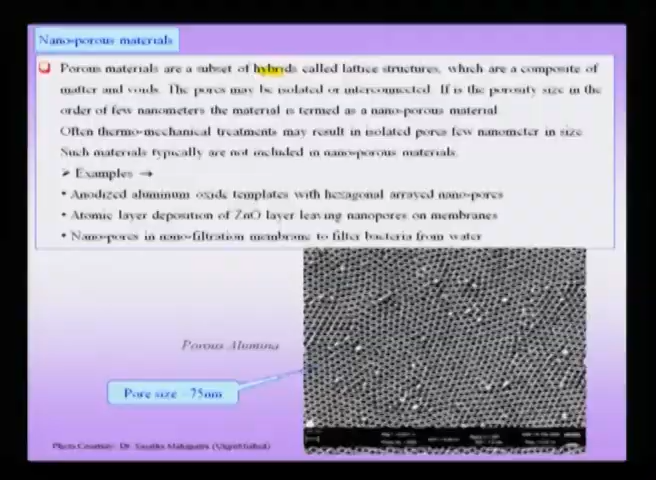 Nano-porous materials
Porous materials are a subset of hybrids called lattice structures, which are a composite of
matter and voids. The pores may be isolated or interconnected. If is the porosity size in the
order of few nanometers the material is termed as a nano-porous material
Often thermo-mechanical treatments may result in isolated pores few nanometer in size
Such materials typically are not included in nano-porous materials
➢ Examples →
• Anodized aluminum oxide templates with hexagonal arrayed nano-pores
• Atomic layer deposition of ZnO layer leaving nanopores on membranes
• Nano-pores in nano-filtration membrane to filter bacteria from water
Porous Alumina
Pore size ~75nm
Photo Courtesy: Dr. (Unpublished)